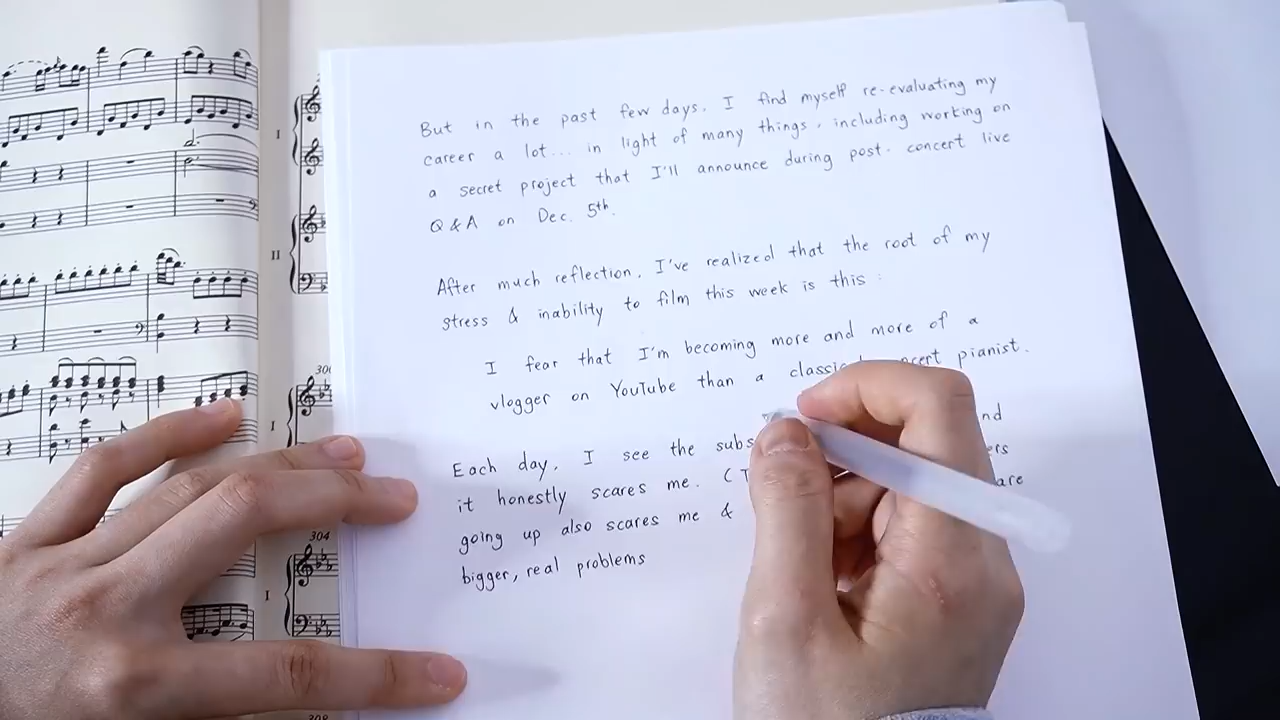 But in the past few days. I find myself re-evaluating my
career a lot... in light of many things, including working on
a secret project that I'll announce during post-concert live
Q & A on Dec. 5th.
After much reflection, I've realized that the root of my
stress & inability to film this week is this:
I fear that I'm becoming more and more of a
vlogger on YouTube than a pianist.
Each day, I see the
it honestly scares me. (
going up also scares me & are
bigger, real problems
I
II
I
304
I
308